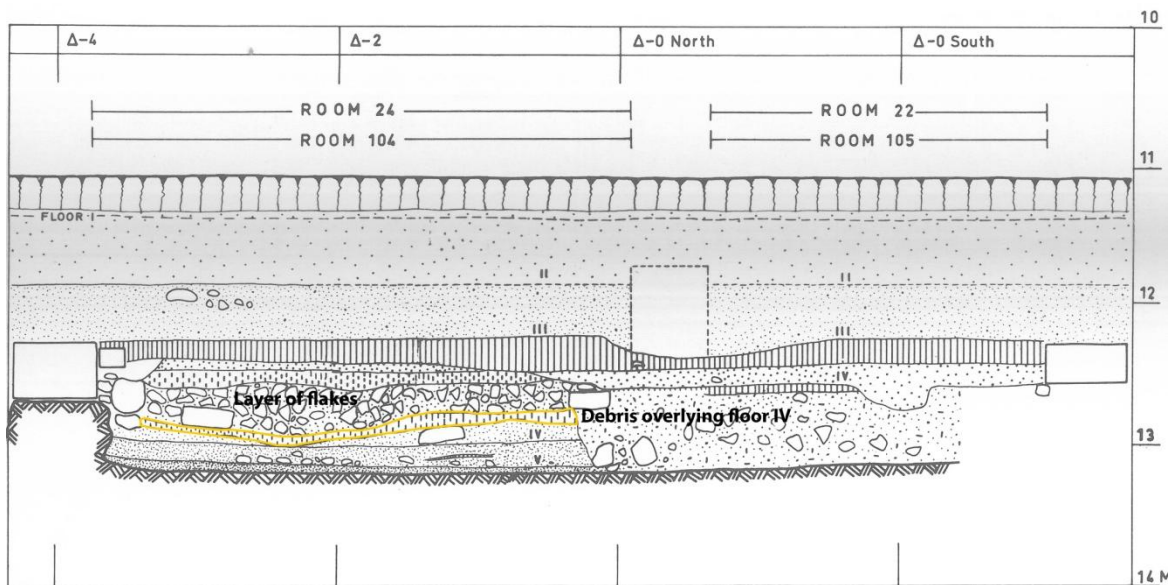 10
Δ-4 Δ-2 Δ-0 North Δ-0 South
ROOM 24 ROOM 22
ROOM 104 ROOM 105
11
FLOOR I
II II
12
III III
IV
Layer of flakes
Debris overlying floor IV
IV
13
V
14 M